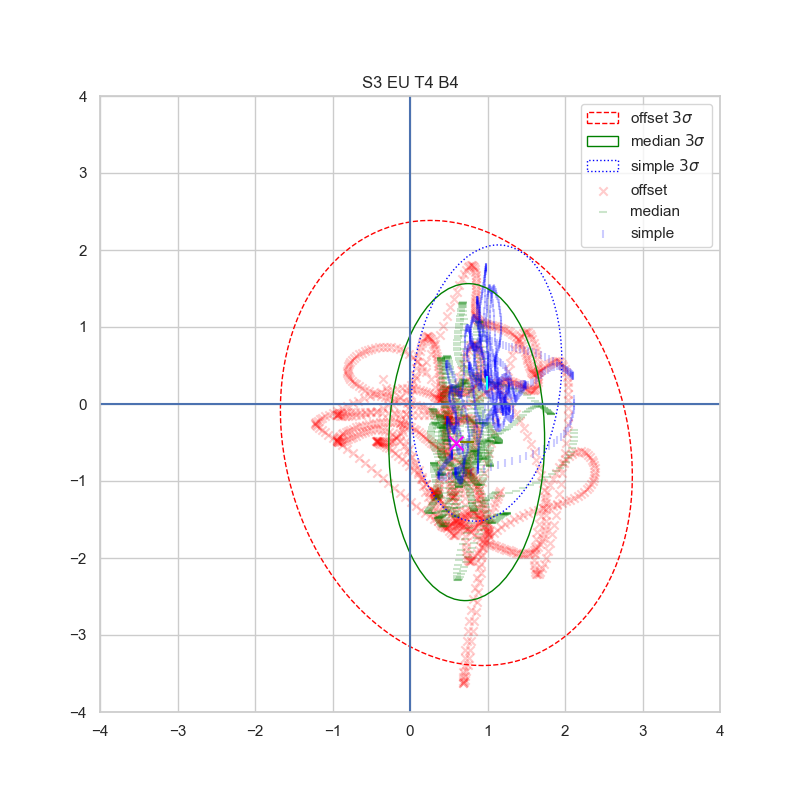 S3 EU T4 B4
offset 3σ
median 3σ
simple 3σ
offset
median
simple
4
3
2
1
0
−1
−2
−3
−4
−4 −3 −2 −1 0 1 2 3 4